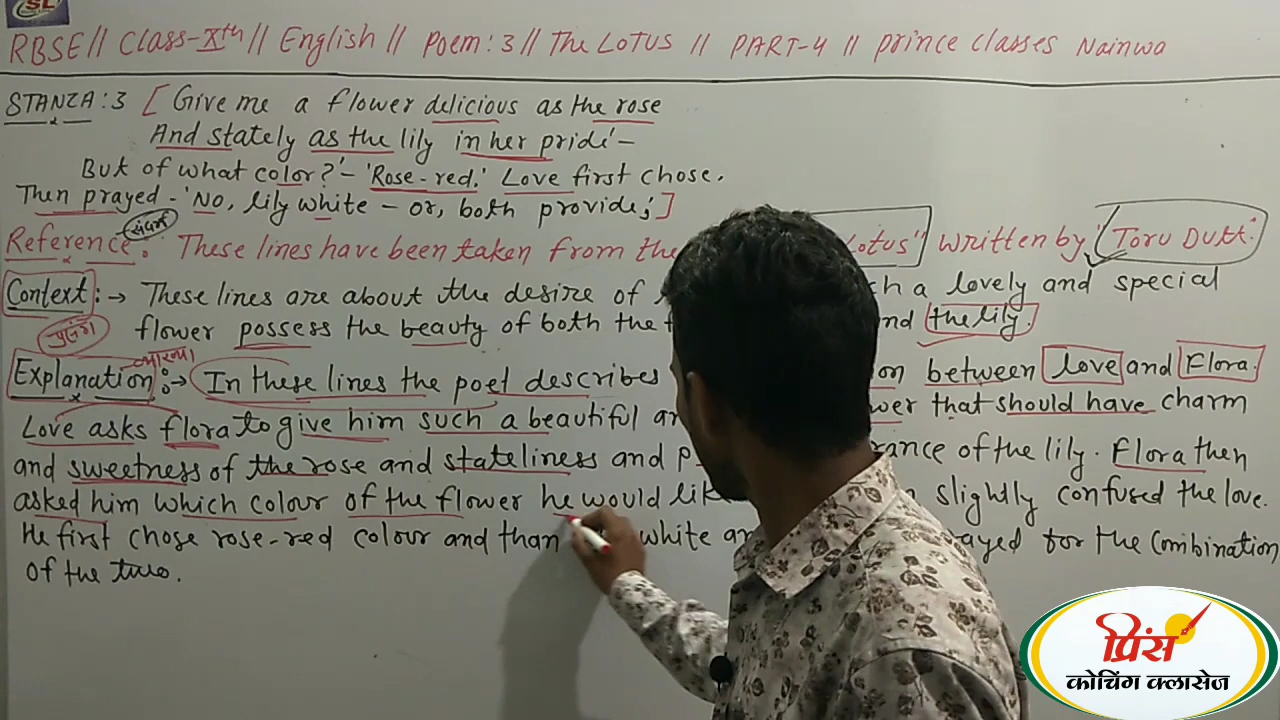 SL
RBSE // Class-Xth // English // Poem: 3 // The LOTUS // PART-4 // prince classes Nainwa
STANZA: 3 [ Give me a flower delicious as the rose
And stately as the lily in her pride'–
But of what color?'– 'Rose-red.' Love first chose.
Then prayed - 'No, lily white – or, both provide;' ]
संदर्भ
Reference: These lines have been taken from the Lotus" written by Toru Dutt.
Context: → These lines are about the desire of a lovely and special
प्रसंग flower possess the beauty of both the and the lily.
व्याख्या
Explanation: → In these lines the poet describes between love and Flora.
Love asks flora to give him such a beautiful that should have charm
and sweetness of the rose and stateliness and of the lily. Flora then
asked him which colour of the flower he would slightly confused the love.
He first chose rose-red colour and than white for the combination
of the two.
प्रिंस
कोचिंग क्लासेज